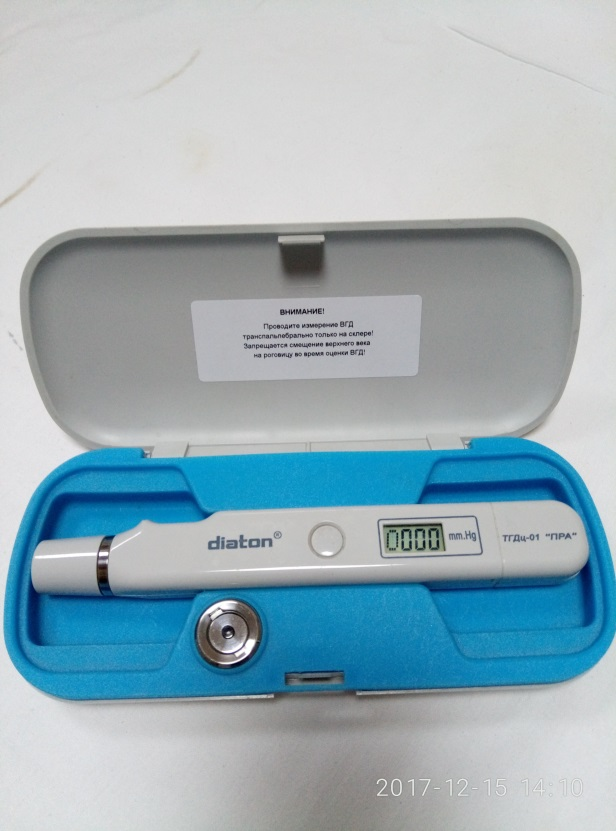 ВНИМАНИЕ!
Проводите измерение ВГД
транспальпебрально только на склере!
Запрещается смещение верхнего века
на роговицу во время оценки ВГД!
diaton®
0000
mm.Hg
ТГДц-01 "ПРА"
2017-12-15 14:10